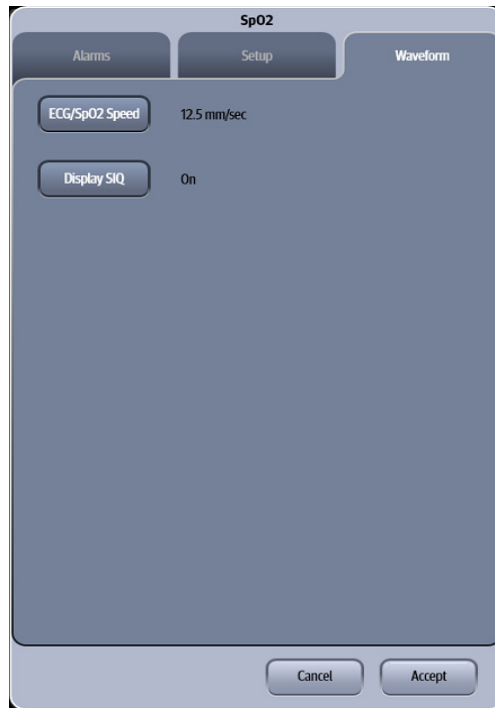 SpO2
Alarms Setup Waveform
ECG/SpO2 Speed 12.5 mm/sec
Display SIQ On
Cancel Accept